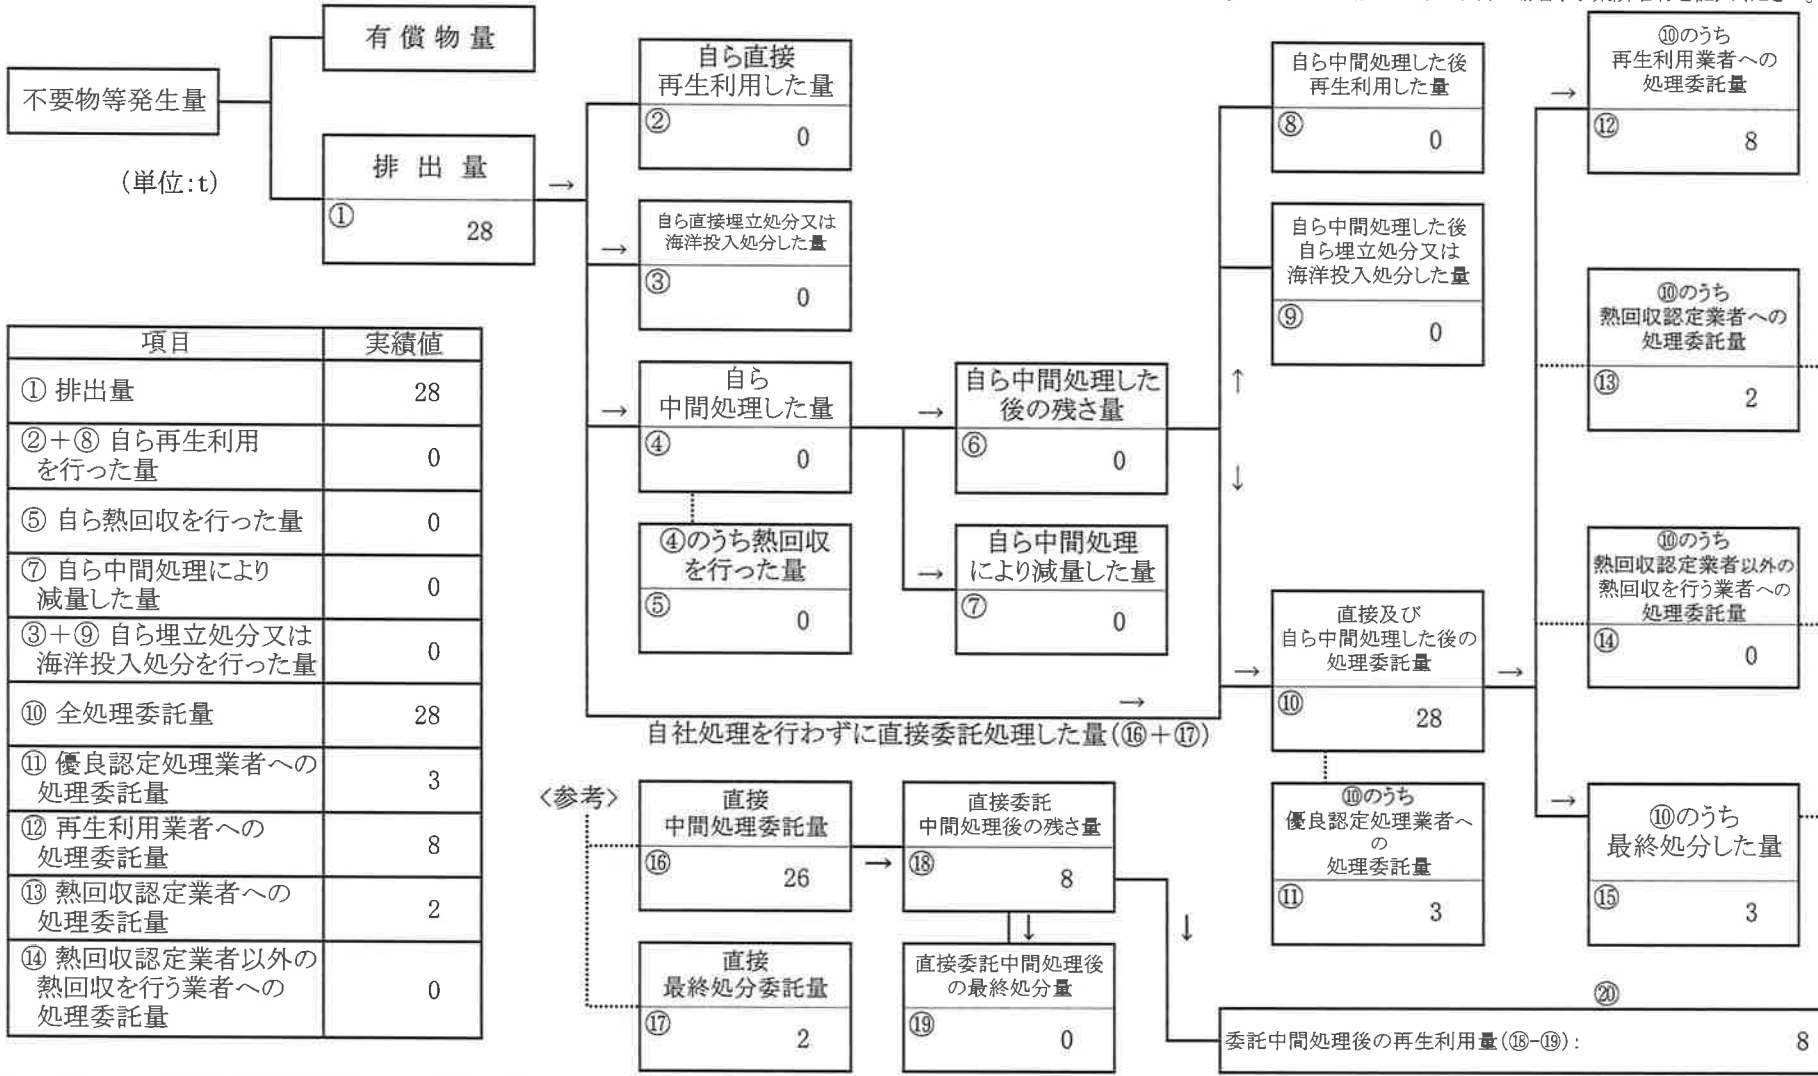 有 償 物 量
不要物等発生量
(単位:t)
排 出 量
①
28
→
自ら直接
再生利用した量
②
0
→
自ら直接埋立処分又は
海洋投入処分した量
③
0
→
自ら
中間処理した量
④
0
④のうち熱回収
を行った量
⑤
0
→
自ら中間処理した
後の残さ量
⑥
0
→
自ら中間処理
により減量した量
⑦
0
↑
↓
自ら中間処理した後
再生利用した量
⑧
0
自ら中間処理した後
自ら埋立処分又は
海洋投入処分した量
⑨
0
→
自社処理を行わずに直接委託処理した量(⑯+⑰)
→
直接及び
自ら中間処理した後の
処理委託量
⑩
28
→
⑩のうち
優良認定処理業者へ
の
処理委託量
⑪
3
→
⑩のうち
再生利用業者への
処理委託量
⑫
8
⑩のうち
熱回収認定業者への
処理委託量
⑬
2
⑩のうち
熱回収認定業者以外の
熱回収を行う業者への
処理委託量
⑭
0
→
⑩のうち
最終処分した量
⑮
3
項目 実績値
① 排出量 28
②+⑧ 自ら再生利用
を行った量 0
⑤ 自ら熱回収を行った量 0
⑦ 自ら中間処理により
減量した量 0
③+⑨ 自ら埋立処分又は
海洋投入処分を行った量 0
⑩ 全処理委託量 28
⑪ 優良認定処理業者への
処理委託量 3
⑫ 再生利用業者への
処理委託量 8
⑬ 熱回収認定業者への
処理委託量 2
⑭ 熱回収認定業者以外の
熱回収を行う業者への
処理委託量 0
<参考>
直接
中間処理委託量
⑯
26
→
直接委託
中間処理後の残さ量
⑱
8
↓
↓
直接
最終処分委託量
⑰
2
直接委託中間処理後
の最終処分量
⑲
0
⑳
委託中間処理後の再生利用量(⑱-⑲): 8